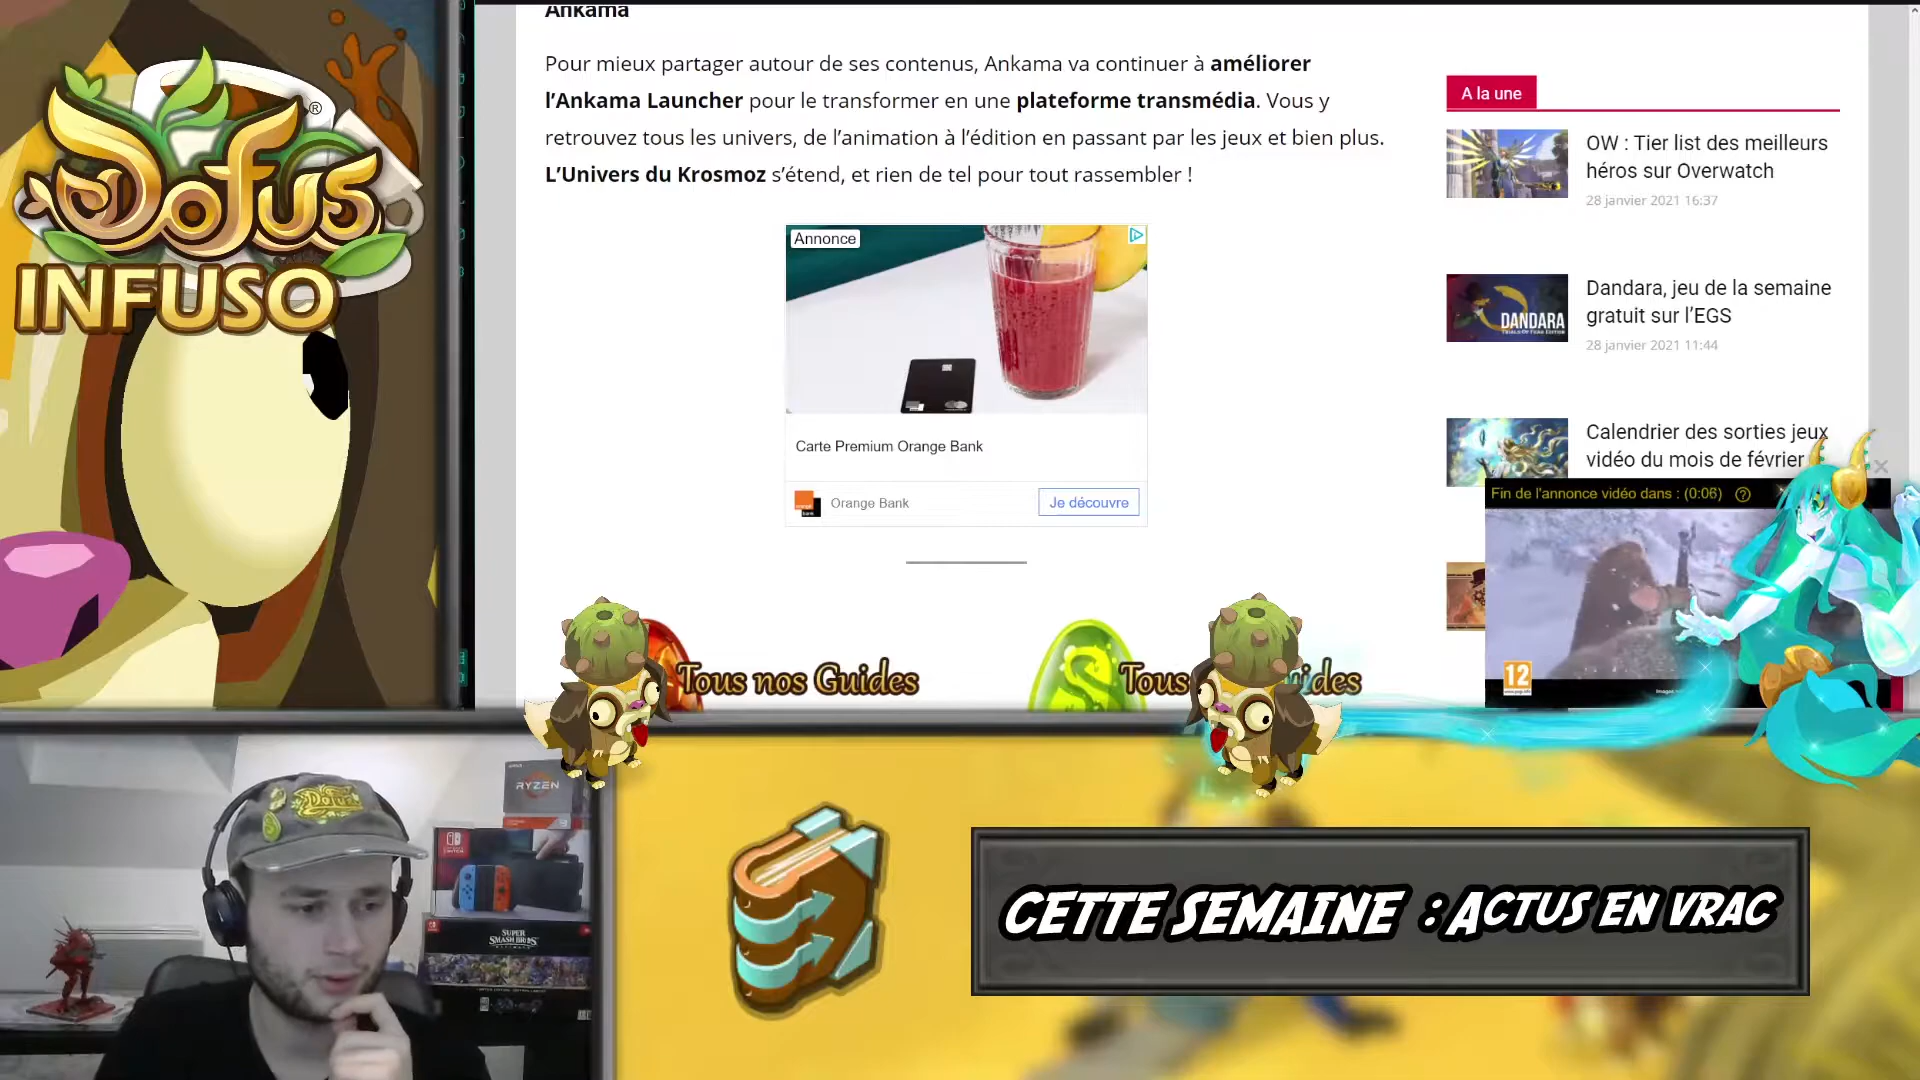 Dofus
®
INFUSO
Ankama
Pour mieux partager autour de ses contenus, Ankama va continuer à améliorer
l’Ankama Launcher pour le transformer en une plateforme transmédia. Vous y
retrouvez tous les univers, de l’animation à l’édition en passant par les jeux et bien plus.
L’Univers du Krosmoz s’étend, et rien de tel pour tout rassembler !
Annonce
Carte Premium Orange Bank
Orange Bank
Je découvre
Tous nos Guides
Tous
ides
A la une
OW : Tier list des meilleurs
héros sur Overwatch
28 janvier 2021 16:37
DANDARA
Dandara, jeu de la semaine
gratuit sur l’EGS
28 janvier 2021 11:44
Calendrier des sorties jeux
vidéo du mois de février
Fin de l'annonce vidéo dans : (0:06)
12
Dofus
RYZEN
SUPER
SMASH BROS
CETTE SEMAINE : ACTUS EN VRAC